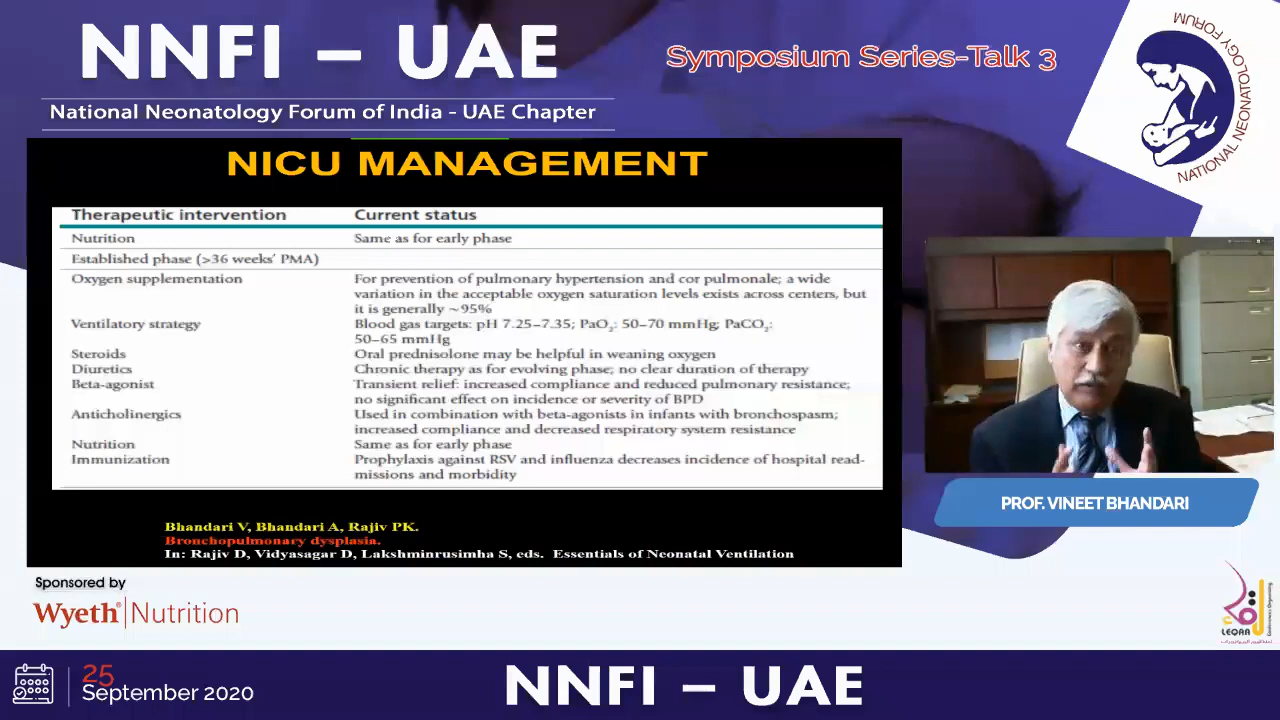 NNFI – UAE
Symposium Series-Talk 3
National Neonatology Forum of India - UAE Chapter
NATIONAL NEONATOLOGY FORUM
NICU MANAGEMENT
Therapeutic intervention Current status
Nutrition Same as for early phase
Established phase (>36 weeks' PMA)
Oxygen supplementation For prevention of pulmonary hypertension and cor pulmonale; a wide
variation in the acceptable oxygen saturation levels exists across centers, but
it is generally ~95%
Ventilatory strategy Blood gas targets: pH 7.25–7.35; PaO₂: 50–70 mmHg; PaCO₂:
50–65 mmHg
Steroids Oral prednisolone may be helpful in weaning oxygen
Diuretics Chronic therapy as for evolving phase; no clear duration of therapy
Beta-agonist Transient relief: increased compliance and reduced pulmonary resistance;
no significant effect on incidence or severity of BPD
Anticholinergics Used in combination with beta-agonists in infants with bronchospasm;
increased compliance and decreased respiratory system resistance
Nutrition Same as for early phase
Immunization Prophylaxis against RSV and influenza decreases incidence of hospital read-
missions and morbidity
Bhandari V, Bhandari A, Rajiv PK.
Bronchopulmonary dysplasia.
In: Rajiv D, Vidyasagar D, Lakshminrusimha S, eds. Essentials of Neonatal Ventilation
PROF. VINEET BHANDARI
Sponsored by
Wyeth® Nutrition
LEQAA
25
September 2020
NNFI – UAE